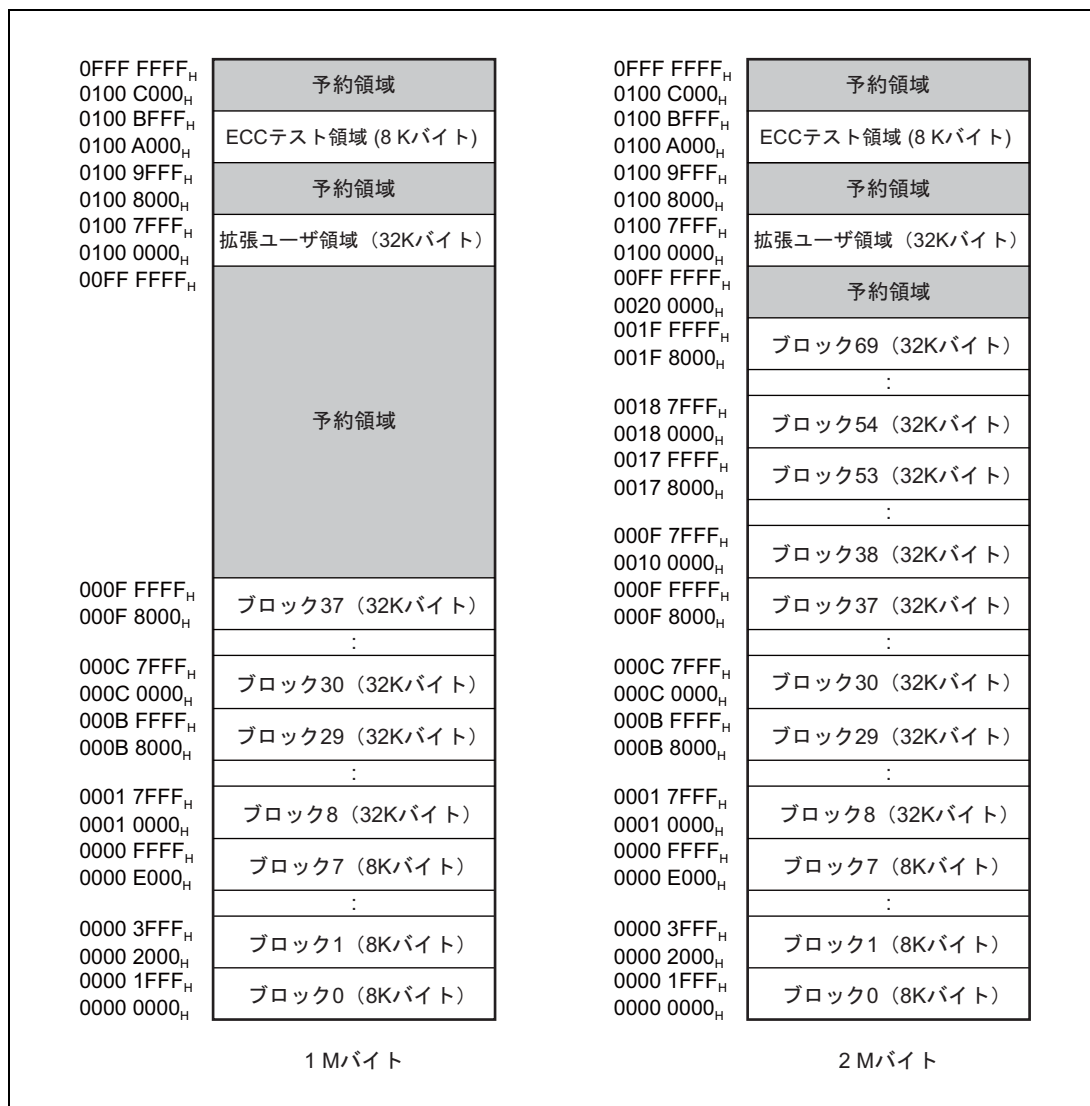 0FFF FFFFH
0100 C000H
予約領域
0100 BFFFH
0100 A000H
ECCテスト領域 (8 Kバイト)
0100 9FFFH
0100 8000H
予約領域
0100 7FFFH
0100 0000H
拡張ユーザ領域（32Kバイト）
00FF FFFFH
予約領域
000F FFFFH
000F 8000H
ブロック37（32Kバイト）
:
000C 7FFFH
000C 0000H
ブロック30（32Kバイト）
000B FFFFH
000B 8000H
ブロック29（32Kバイト）
:
0001 7FFFH
0001 0000H
ブロック8（32Kバイト）
0000 FFFFH
0000 E000H
ブロック7（8Kバイト）
:
0000 3FFFH
0000 2000H
ブロック1（8Kバイト）
0000 1FFFH
0000 0000H
ブロック0（8Kバイト）
1 Mバイト
0FFF FFFFH
0100 C000H
予約領域
0100 BFFFH
0100 A000H
ECCテスト領域 (8 Kバイト)
0100 9FFFH
0100 8000H
予約領域
0100 7FFFH
0100 0000H
拡張ユーザ領域（32Kバイト）
00FF FFFFH
0020 0000H
予約領域
001F FFFFH
001F 8000H
ブロック69（32Kバイト）
:
0018 7FFFH
0018 0000H
ブロック54（32Kバイト）
0017 FFFFH
0017 8000H
ブロック53（32Kバイト）
:
000F 7FFFH
0010 0000H
ブロック38（32Kバイト）
000F FFFFH
000F 8000H
ブロック37（32Kバイト）
:
000C 7FFFH
000C 0000H
ブロック30（32Kバイト）
000B FFFFH
000B 8000H
ブロック29（32Kバイト）
:
0001 7FFFH
0001 0000H
ブロック8（32Kバイト）
0000 FFFFH
0000 E000H
ブロック7（8Kバイト）
:
0000 3FFFH
0000 2000H
ブロック1（8Kバイト）
0000 1FFFH
0000 0000H
ブロック0（8Kバイト）
2 Mバイト